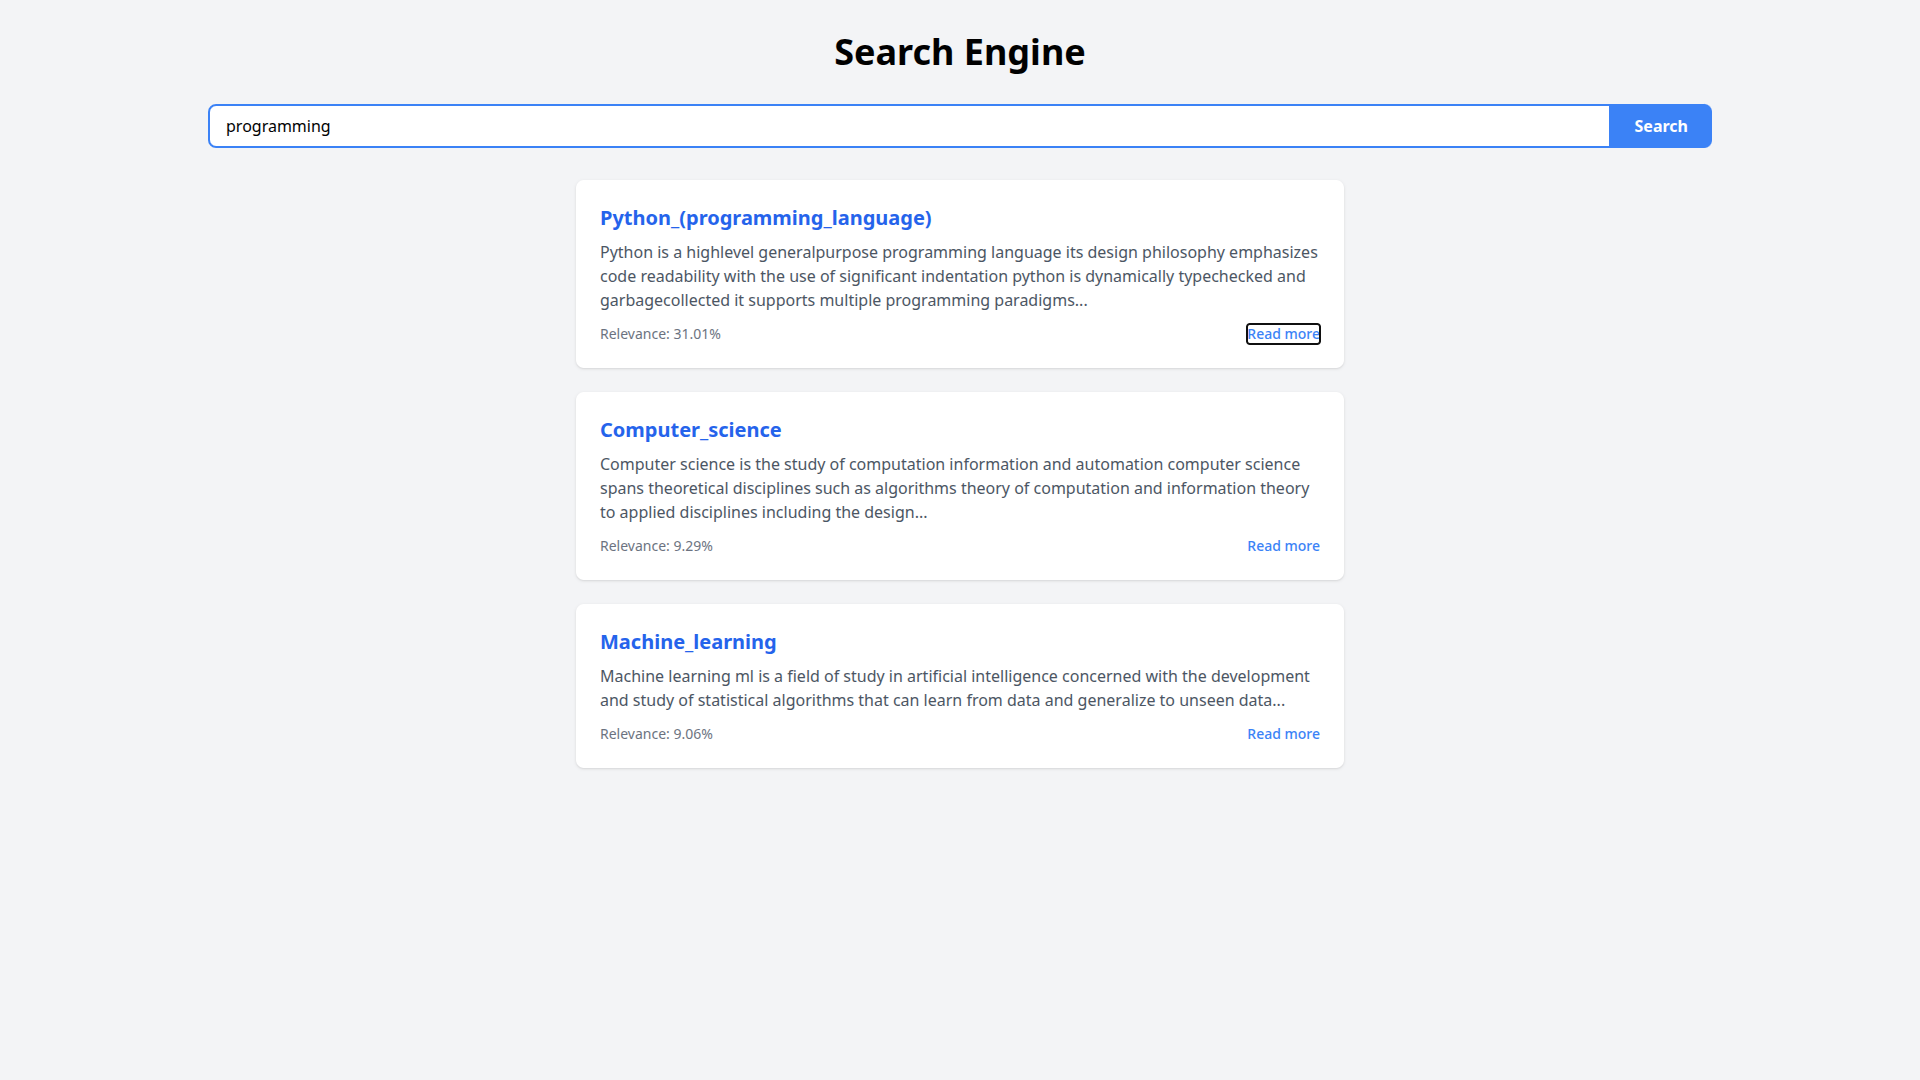 Search Engine
programming
Search
Python_(programming_language)
Python is a highlevel generalpurpose programming language its design philosophy emphasizes
code readability with the use of significant indentation python is dynamically typechecked and
garbagecollected it supports multiple programming paradigms...
Relevance: 31.01%
Read more
Computer_science
Computer science is the study of computation information and automation computer science
spans theoretical disciplines such as algorithms theory of computation and information theory
to applied disciplines including the design...
Relevance: 9.29%
Read more
Machine_learning
Machine learning ml is a field of study in artificial intelligence concerned with the development
and study of statistical algorithms that can learn from data and generalize to unseen data...
Relevance: 9.06%
Read more